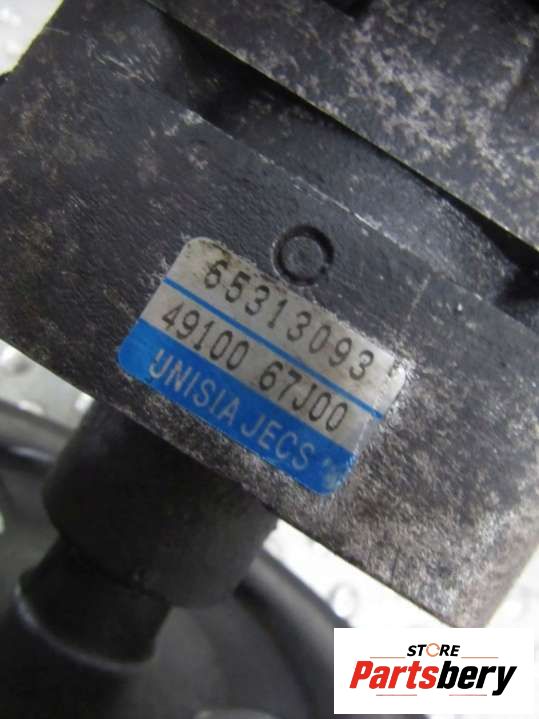 65313093
49100 67J00
UNISIA JECS
STORE
Partsbery